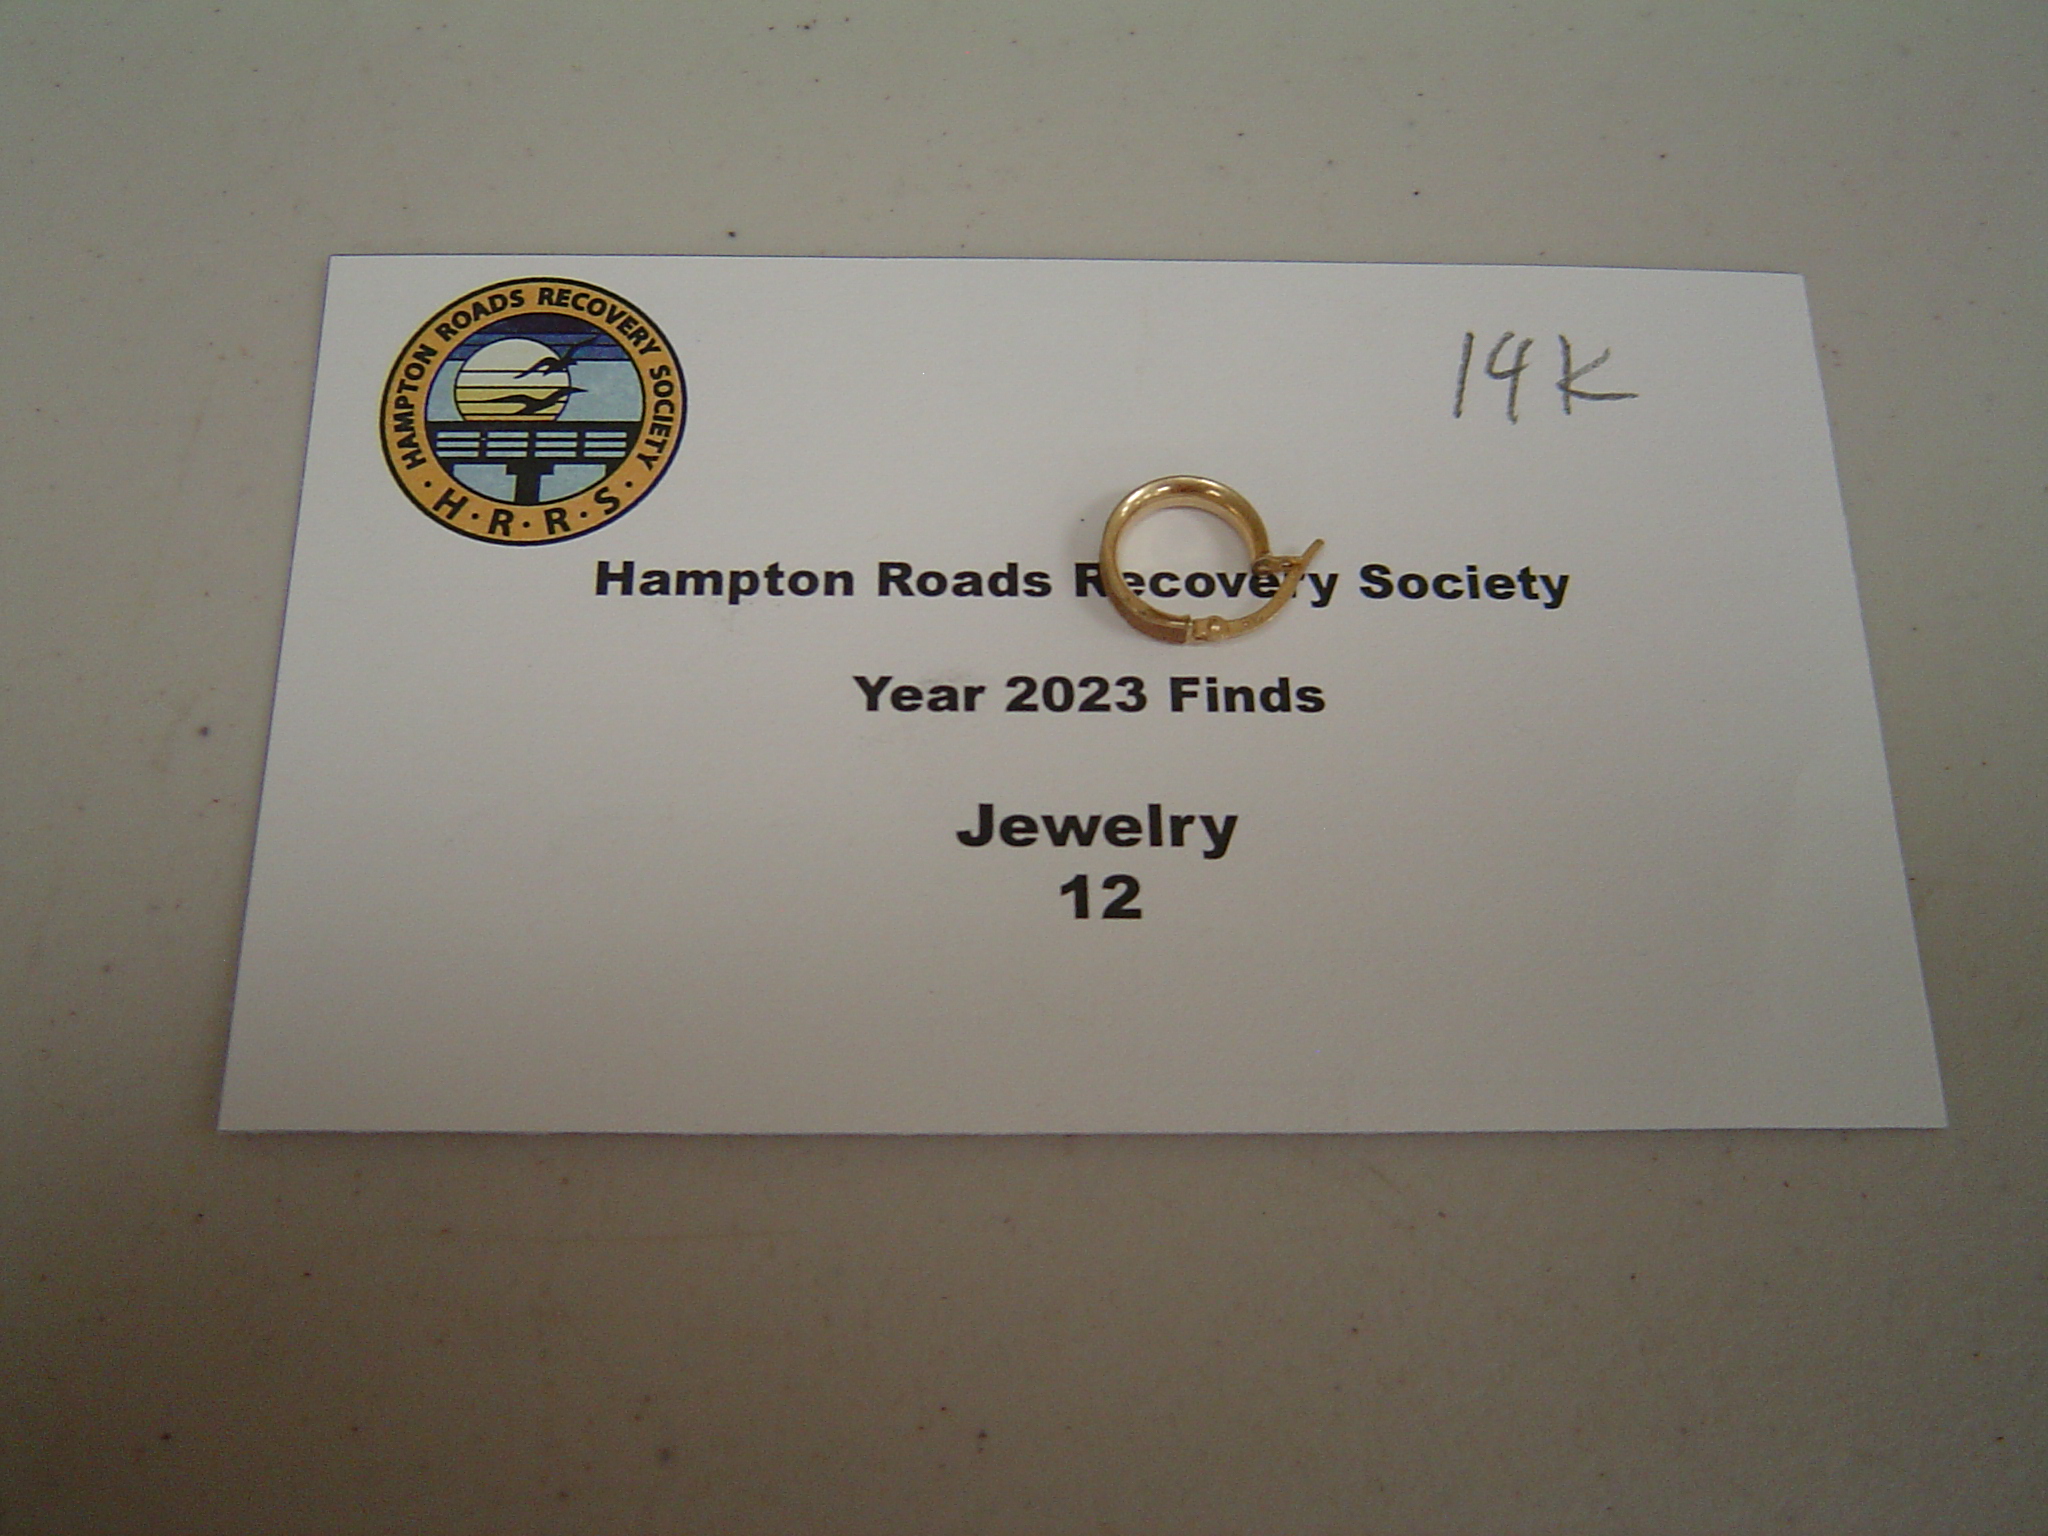 HAMPTON ROADS RECOVERY SOCIETY
· H · R · R · S ·
14K
Hampton Roads Recovery Society
Year 2023 Finds
Jewelry
12